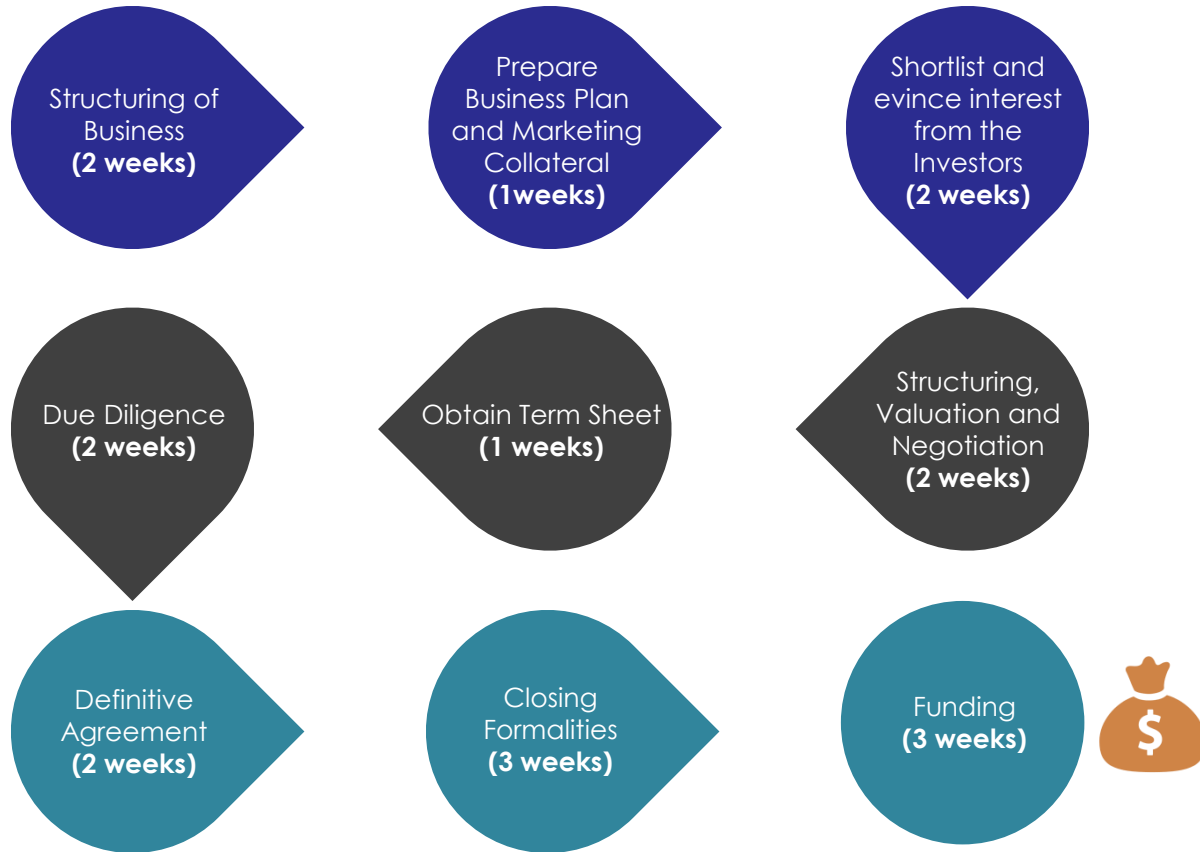 Structuring of
Business
(2 weeks)
Prepare
Business Plan
and Marketing
Collateral
(1weeks)
Shortlist and
evince interest
from the
Investors
(2 weeks)
Structuring,
Valuation and
Negotiation
(2 weeks)
Obtain Term Sheet
(1 weeks)
Due Diligence
(2 weeks)
Definitive
Agreement
(2 weeks)
Closing
Formalities
(3 weeks)
Funding
(3 weeks)
$